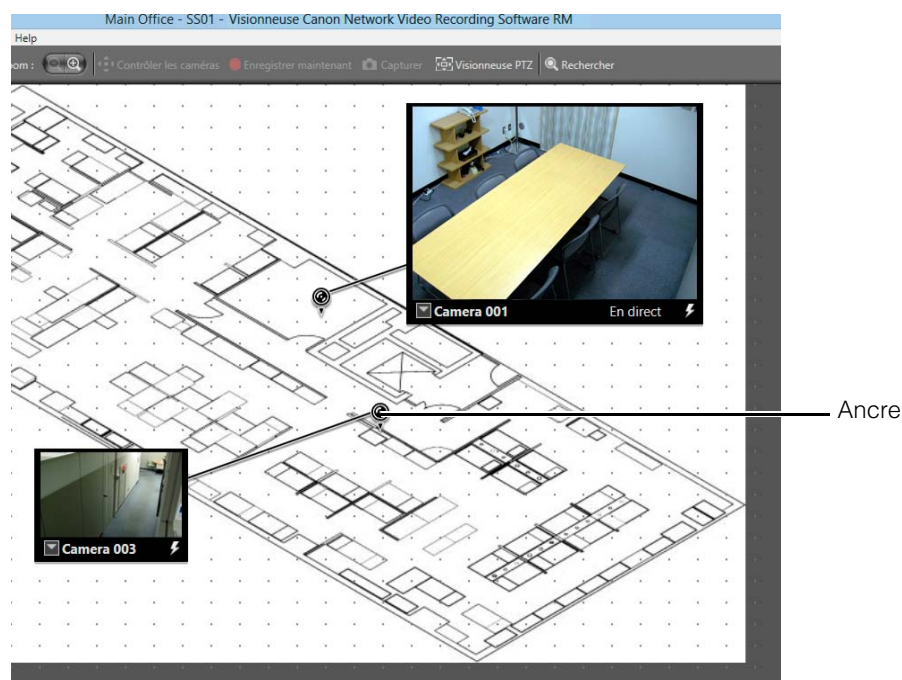 Main Office - SS01 - Visionneuse Canon Network Video Recording Software RM
Help
om : Contrôler les caméras Enregistrer maintenant Capturer Visionneuse PTZ Rechercher
Camera 001 En direct
Ancre
Camera 003